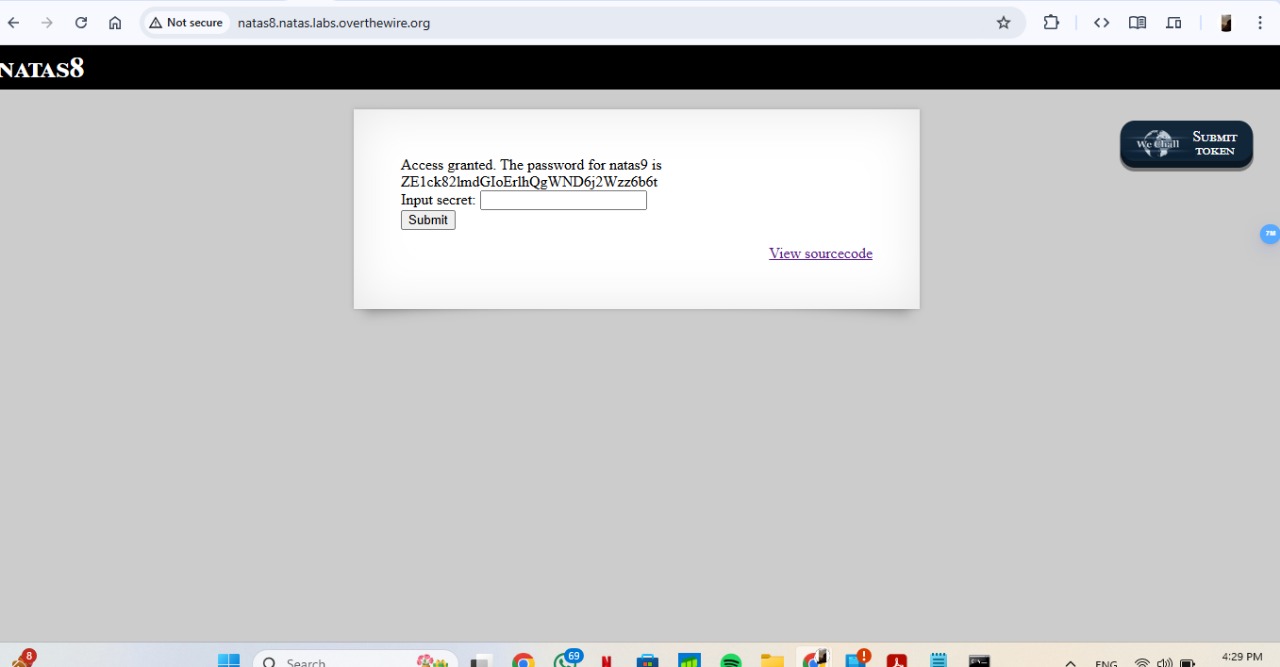 Not secure
natas8.natas.labs.overthewire.org
NATAS8
We Chall
SUBMIT
TOKEN
Access granted. The password for natas9 is
ZE1ck82lmdGIoErlhQgWND6j2Wzz6b6t
Input secret:
Submit
View sourcecode
7M
8
Search
69
N
ENG
4:29 PM